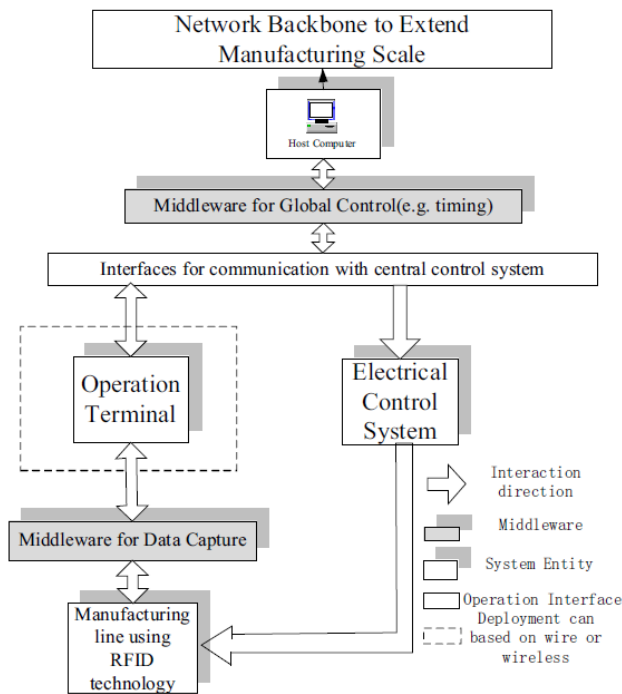 Network Backbone to Extend
Manufacturing Scale
Host Computer
Middleware for Global Control(e.g. timing)
Interfaces for communication with central control system
Operation
Terminal
Electrical
Control
System
Middleware for Data Capture
Manufacturing
line using
RFID
technology
Interaction
direction
Middleware
System Entity
Operation Interface
Deployment can
based on wire or
wireless